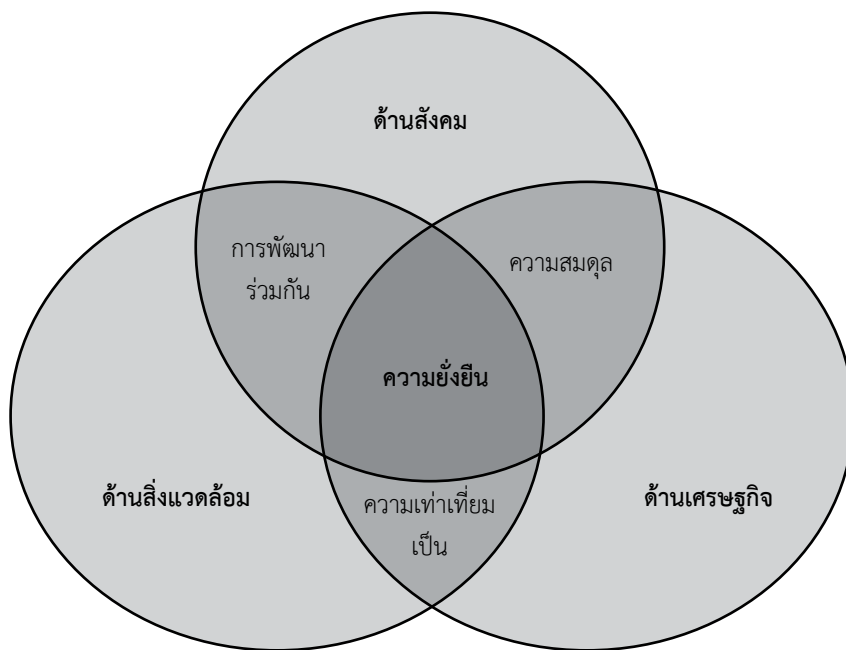 ด้านสังคม
การพัฒนา
ร่วมกัน
ความสมดุล
ความยั่งยืน
ด้านสิ่งแวดล้อม
ความเท่าเที่ยม
เป็น
ด้านเศรษฐกิจ